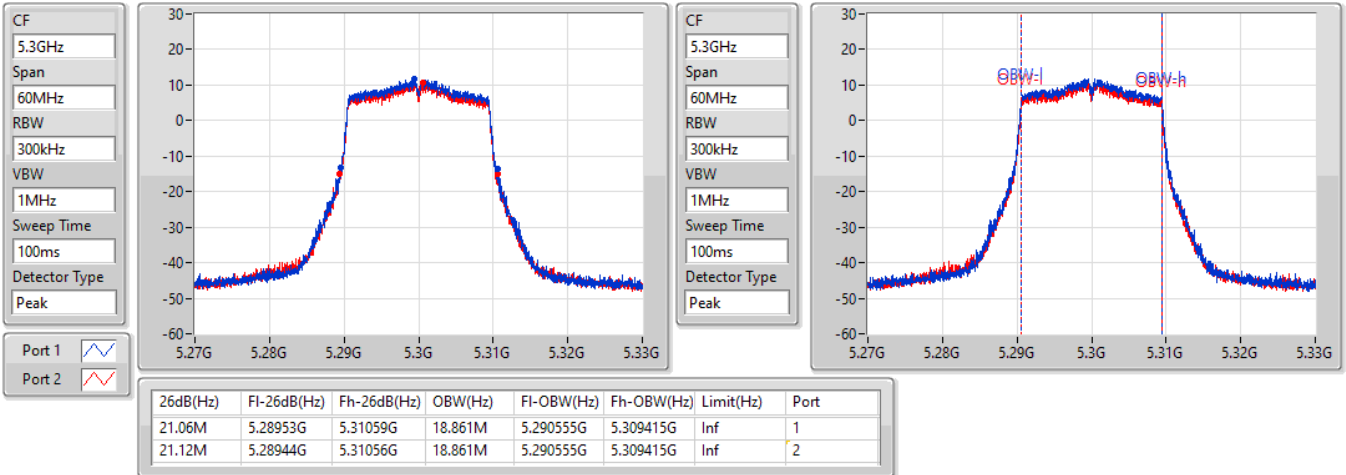 CF
5.3GHz
Span
60MHz
RBW
300kHz
VBW
1MHz
Sweep Time
100ms
Detector Type
Peak
Port 1
Port 2
30
20
10
0
-10
-20
-30
-40
-50
-60
5.27G 5.28G 5.29G 5.3G 5.31G 5.32G 5.33G
CF
5.3GHz
Span
60MHz
RBW
300kHz
VBW
1MHz
Sweep Time
100ms
Detector Type
Peak
30
20
10
0
-10
-20
-30
-40
-50
-60
OBW-l OBW-h
5.27G 5.28G 5.29G 5.3G 5.31G 5.32G 5.33G
26dB(Hz) Fl-26dB(Hz) Fh-26dB(Hz) OBW(Hz) Fl-OBW(Hz) Fh-OBW(Hz) Limit(Hz) Port
21.06M 5.28953G 5.31059G 18.861M 5.290555G 5.309415G Inf 1
21.12M 5.28944G 5.31056G 18.861M 5.290555G 5.309415G Inf 2